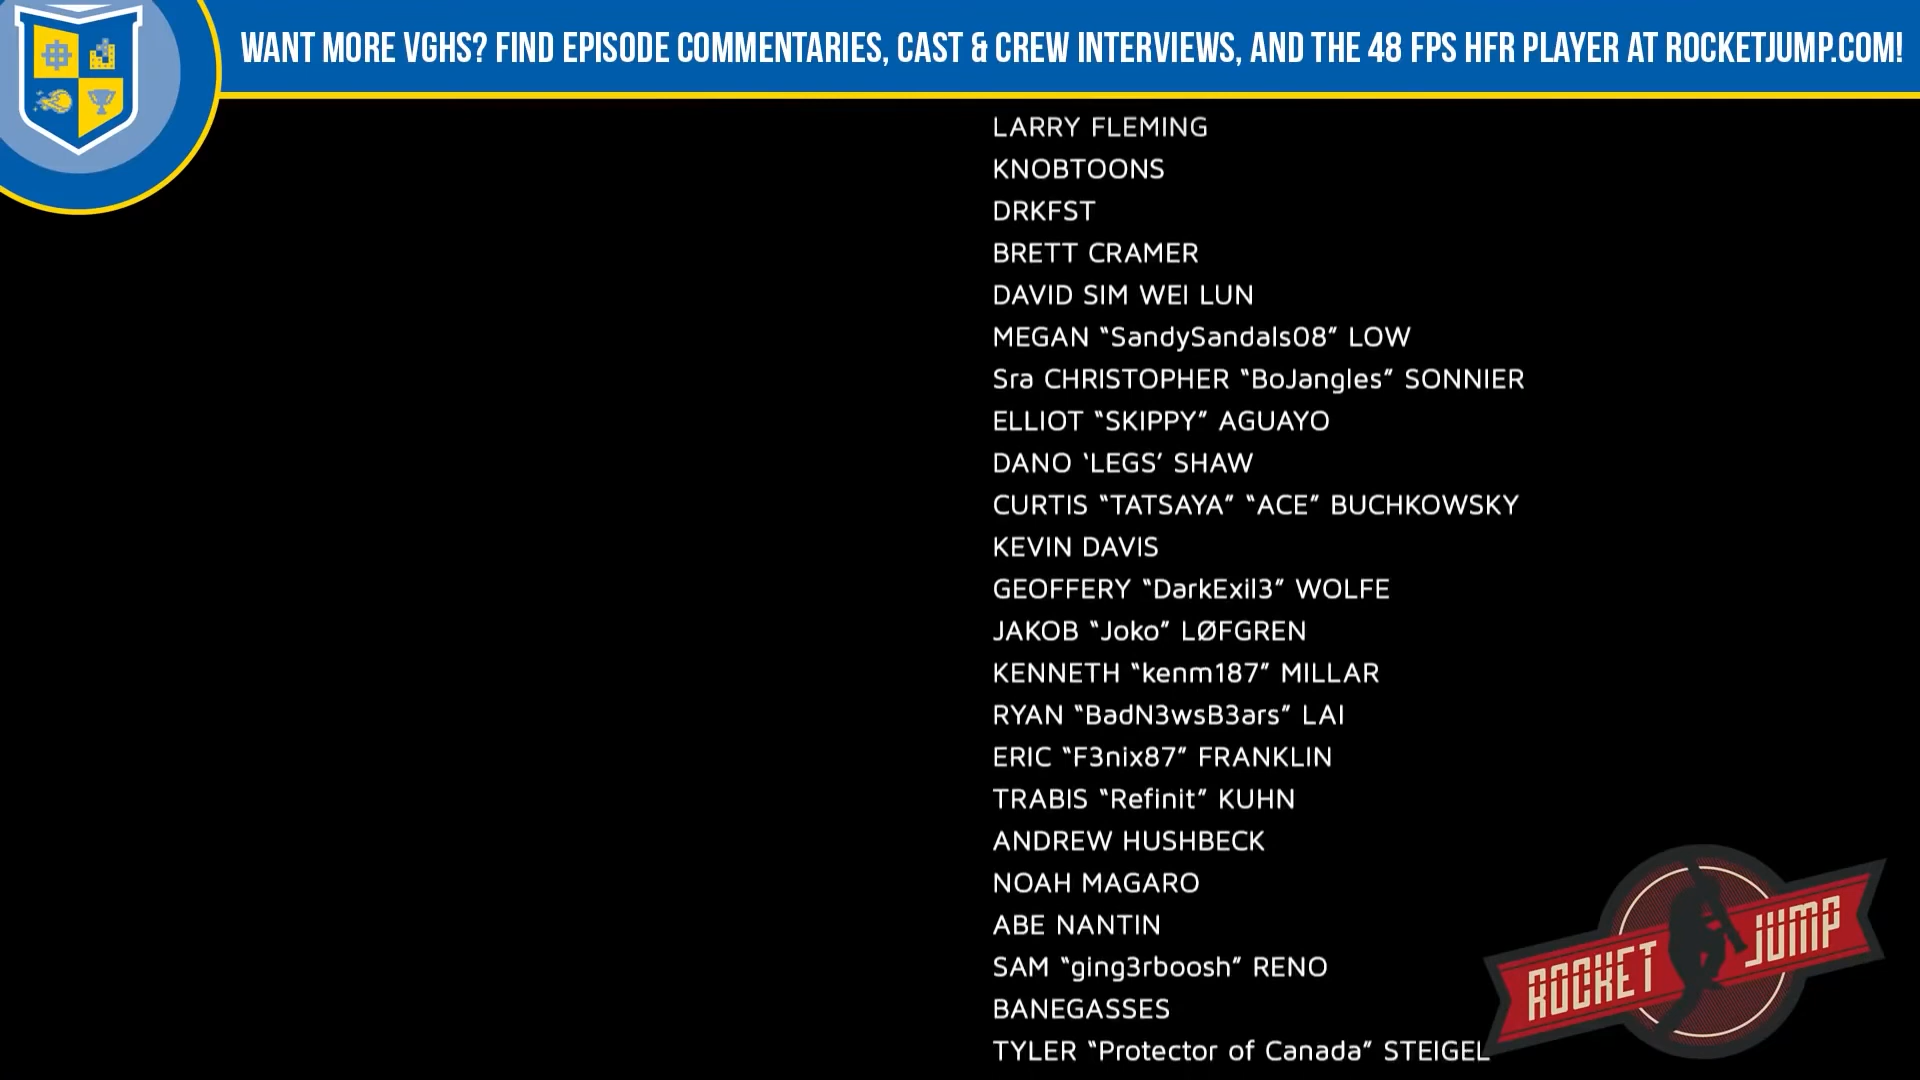 WANT MORE VGHS? FIND EPISODE COMMENTARIES, CAST & CREW INTERVIEWS, AND THE 48 FPS HFR PLAYER AT ROCKETJUMP.COM!
LARRY FLEMING
KNOBTOONS
DRKFST
BRETT CRAMER
DAVID SIM WEI LUN
MEGAN “SandySandals08” LOW
Sra CHRISTOPHER “BoJangles” SONNIER
ELLIOT “SKIPPY” AGUAYO
DANO ‘LEGS’ SHAW
CURTIS “TATSAYA” “ACE” BUCHKOWSKY
KEVIN DAVIS
GEOFFERY “DarkExil3” WOLFE
JAKOB “Joko” LØFGREN
KENNETH “kenm187” MILLAR
RYAN “BadN3wsB3ars” LAI
ERIC “F3nix87” FRANKLIN
TRABIS “Refinit” KUHN
ANDREW HUSHBECK
NOAH MAGARO
ABE NANTIN
SAM “ging3rboosh” RENO
BANEGASSES
TYLER “Protector of Canada” STEIGEL
ROCKET JUMP